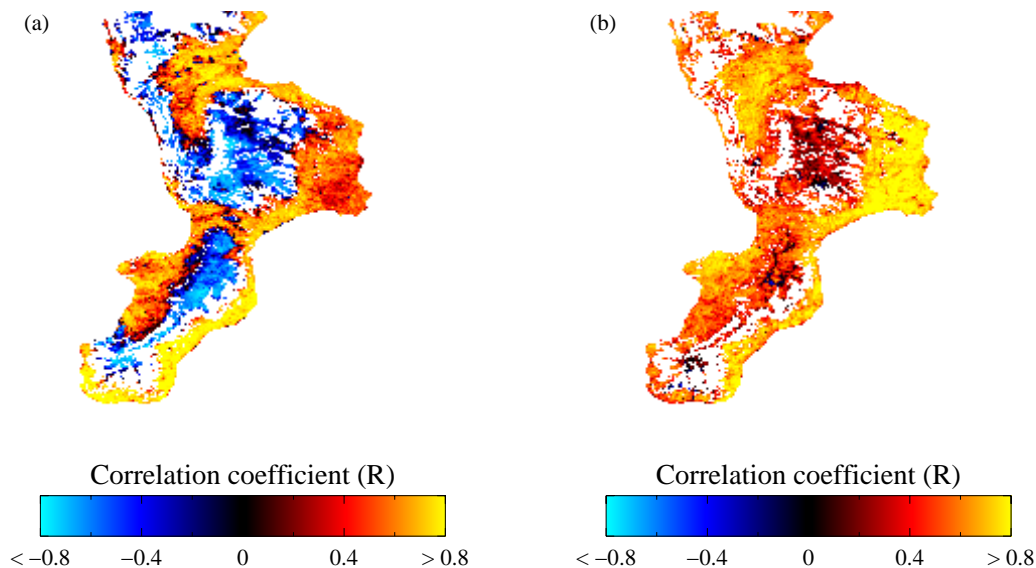 (a) (b)
Correlation coefficient (R) Correlation coefficient (R)
< −0.8 −0.4 0 0.4 > 0.8 < −0.8 −0.4 0 0.4 > 0.8